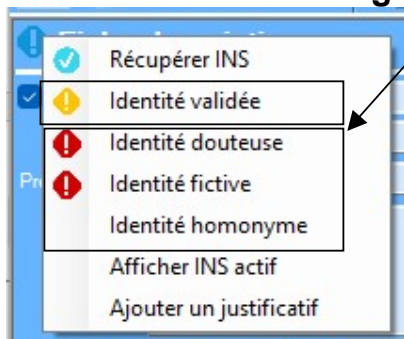 Récupérer INS
Identité validée
Identité douteuse
Identité fictive
Identité homonyme
Afficher INS actif
Ajouter un justificatif